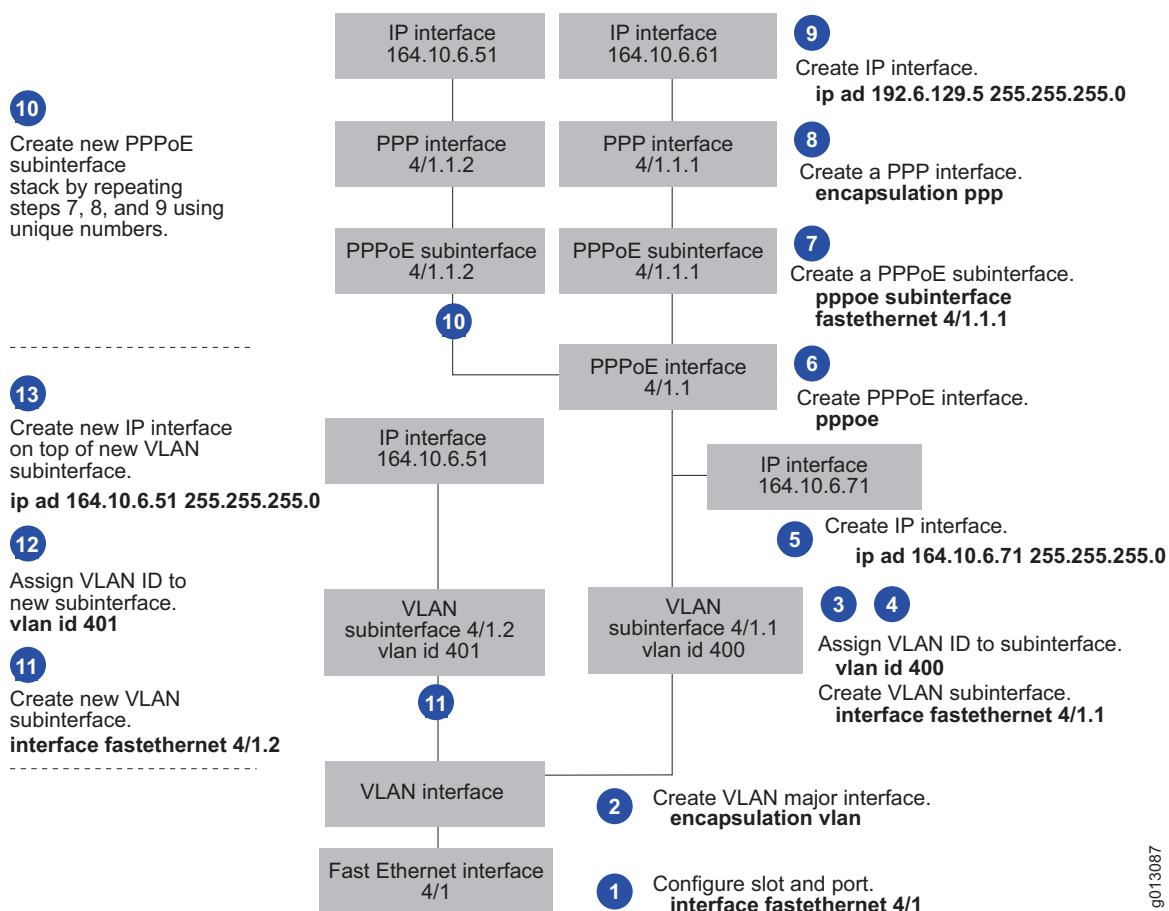 IP interface
164.10.6.51
IP interface
164.10.6.61
9
Create IP interface.
ip ad 192.6.129.5 255.255.255.0
10
Create new PPPoE
subinterface
stack by repeating
steps 7, 8, and 9 using
unique numbers.
PPP interface
4/1.1.2
PPP interface
4/1.1.1
8
Create a PPP interface.
encapsulation ppp
PPPoE subinterface
4/1.1.2
PPPoE subinterface
4/1.1.1
7
Create a PPPoE subinterface.
pppoe subinterface
fastethernet 4/1.1.1
10
PPPoE interface
4/1.1
6
Create PPPoE interface.
pppoe
13
Create new IP interface
on top of new VLAN
subinterface.
ip ad 164.10.6.51 255.255.255.0
IP interface
164.10.6.51
IP interface
164.10.6.71
5
Create IP interface.
ip ad 164.10.6.71 255.255.255.0
12
Assign VLAN ID to
new subinterface.
vlan id 401
VLAN
subinterface 4/1.2
vlan id 401
VLAN
subinterface 4/1.1
vlan id 400
3 4
Assign VLAN ID to subinterface.
vlan id 400
Create VLAN subinterface.
interface fastethernet 4/1.1
11
Create new VLAN
subinterface.
interface fastethernet 4/1.2
11
VLAN interface
2
Create VLAN major interface.
encapsulation vlan
Fast Ethernet interface
4/1
1
Configure slot and port.
interface fastethernet 4/1
g013087